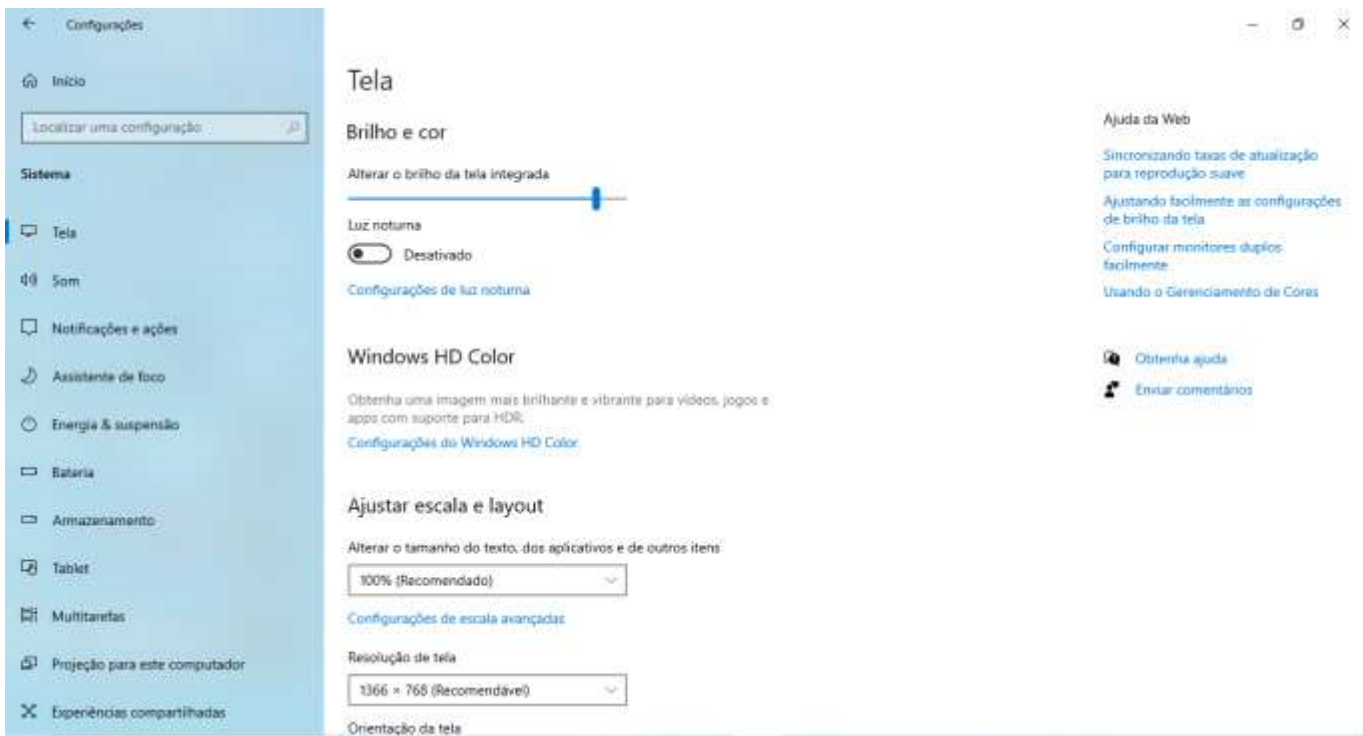 Configurações
Início
Localizar uma configuração
Sistema
Tela
Som
Notificações e ações
Assistente de foco
Energia & suspensão
Bateria
Armazenamento
Tablet
Multitarefas
Projeção para este computador
Experiências compartilhadas
Tela
Brilho e cor
Alterar o brilho da tela integrada
Luz noturna
Desativado
Configurações de luz noturna
Windows HD Color
Obtenha uma imagem mais brilhante e vibrante para vídeos, jogos e
apps com suporte para HDR.
Configurações do Windows HD Color
Ajustar escala e layout
Alterar o tamanho do texto, dos aplicativos e de outros itens
100% (Recomendado)
Configurações de escala avançadas
Resolução de tela
1366 × 768 (Recomendável)
Orientação da tela
Ajuda da Web
Sincronizando taxas de atualização
para reprodução suave
Ajustando facilmente as configurações
de brilho da tela
Configurar monitores duplos
facilmente
Usando o Gerenciamento de Cores
Obtenha ajuda
Enviar comentários